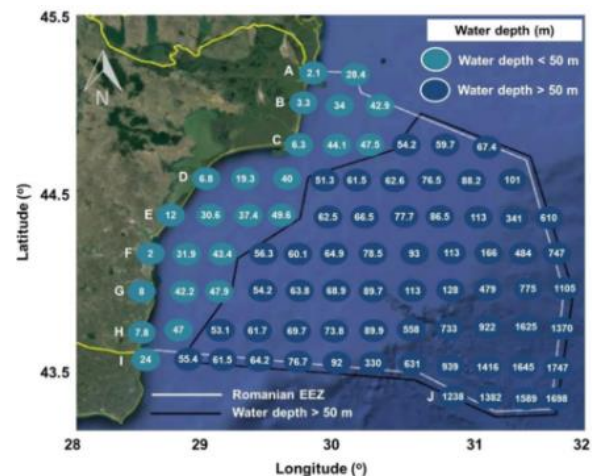 45.5
44.5
43.5
Latitude (º)
28 29 30 31 32
Longitude (º)
N
Water depth (m)
Water depth < 50 m
Water depth > 50 m
A 2.1 28.4
B 3.3 34 42.9
C 6.3 44.1 47.5 54.2 59.7 67.4
D 6.8 19.3 40 51.3 61.5 62.6 76.5 88.2 101
E 12 30.6 37.4 49.6 62.5 66.5 77.7 86.5 113 341 610
F 2 31.9 43.4 56.3 60.1 64.9 78.5 93 113 166 484 747
G 8 42.2 47.9 54.2 63.8 68.9 89.7 113 128 479 775 1105
H 7.8 47 53.1 61.7 69.7 73.8 89.9 558 733 922 1625 1370
I 24 55.4 61.5 64.2 76.7 92 330 631 939 1416 1645 1747
J 1238 1382 1589 1698
Romanian EEZ
Water depth > 50 m